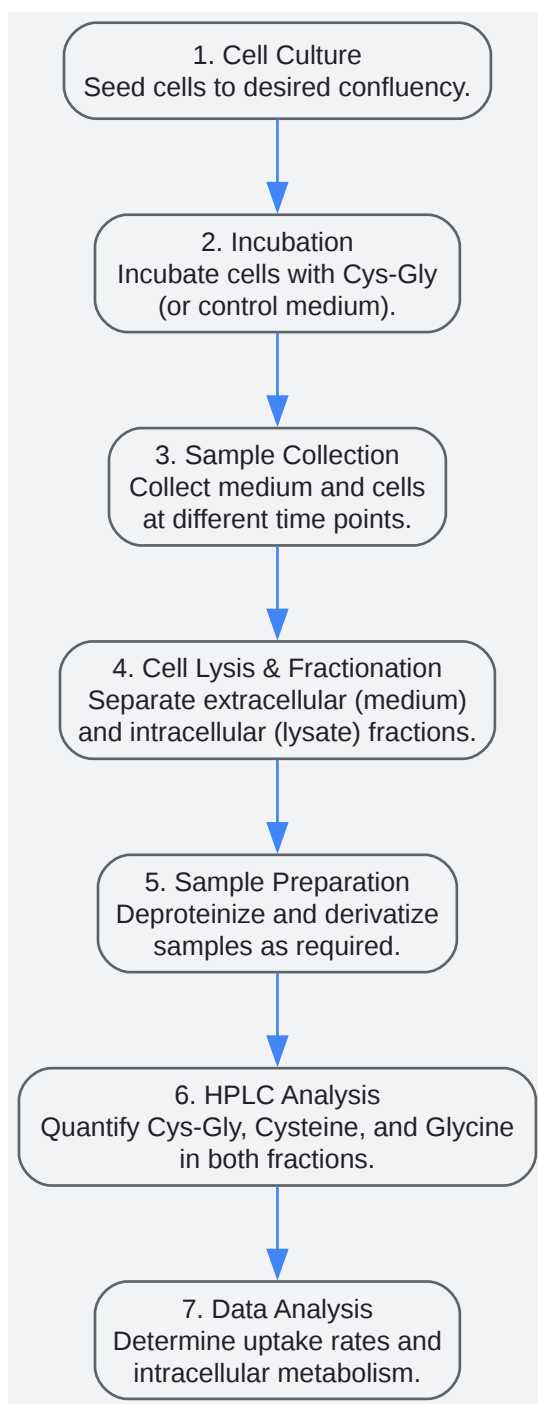 1. Cell Culture
Seed cells to desired confluency.
2. Incubation
Incubate cells with Cys-Gly
(or control medium).
3. Sample Collection
Collect medium and cells
at different time points.
4. Cell Lysis & Fractionation
Separate extracellular (medium)
and intracellular (lysate) fractions.
5. Sample Preparation
Deproteinize and derivatize
samples as required.
6. HPLC Analysis
Quantify Cys-Gly, Cysteine, and Glycine
in both fractions.
7. Data Analysis
Determine uptake rates and
intracellular metabolism.